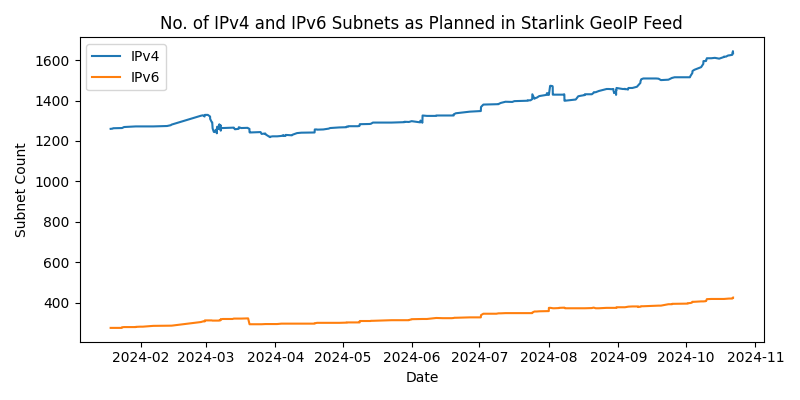 No. of IPv4 and IPv6 Subnets as Planned in Starlink GeoIP Feed
IPv4
IPv6
1600
1400
1200
1000
800
600
400
Subnet Count
2024-02 2024-03 2024-04 2024-05 2024-06 2024-07 2024-08 2024-09 2024-10 2024-11
Date